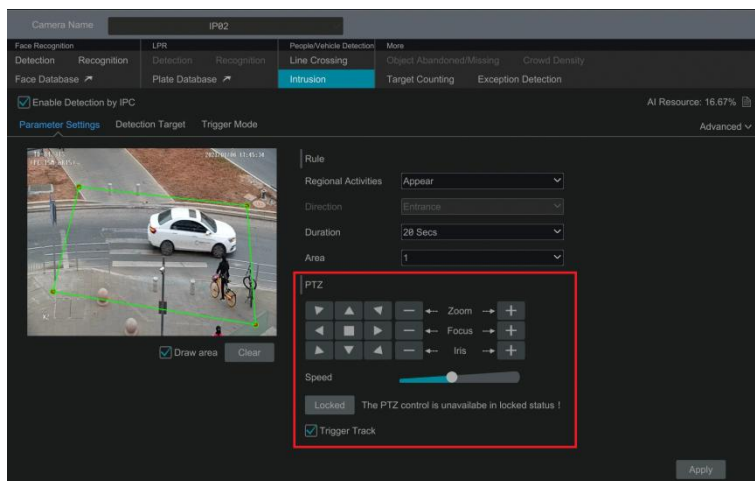 Camera Name IP02
Face Recognition LPR People/Vehicle Detection More
Detection Recognition Detection Recognition Line Crossing Object Abandoned/Missing Crowd Density
Face Database Plate Database Intrusion Target Counting Exception Detection
Enable Detection by IPC AI Resource: 16.67%
Parameter Settings Detection Target Trigger Mode Advanced
Rule
Regional Activities Appear
Direction Entrance
Duration 20 Secs
Area 1
PTZ
Zoom
Focus
Iris
Draw area Clear
Speed
Locked The PTZ control is unavailabe in locked status !
Trigger Track
Apply